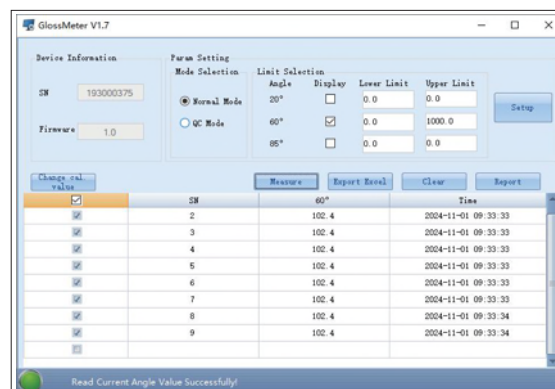 GlossMeter V1.7
Device Information
SN 193000375
Firmware 1.0
Param Setting
Mode Selection
Normal Mode
QC Mode
Limit Selection
Angle Display Lower Limit Upper Limit
20° 0.0 0.0
60° 0.0 1000.0
85° 0.0 0.0
Setup
Change cal. value
Measure Export Excel Clear Report
SN 60° Time
2 102.4 2024-11-01 09:33:33
3 102.4 2024-11-01 09:33:33
4 102.4 2024-11-01 09:33:33
5 102.4 2024-11-01 09:33:33
6 102.4 2024-11-01 09:33:33
7 102.4 2024-11-01 09:33:33
8 102.4 2024-11-01 09:33:34
9 102.4 2024-11-01 09:33:34
Read Current Angle Value Successfully!